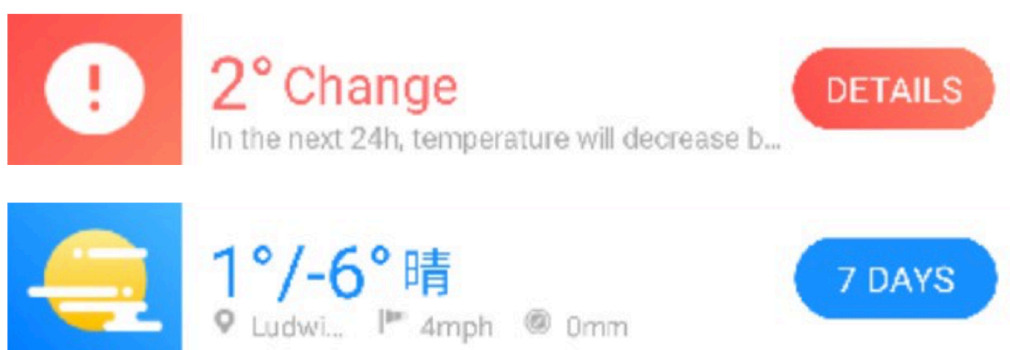 2° Change
In the next 24h, temperature will decrease b...
DETAILS
1°/-6° 晴
Ludwi... 4mph 0mm
7 DAYS